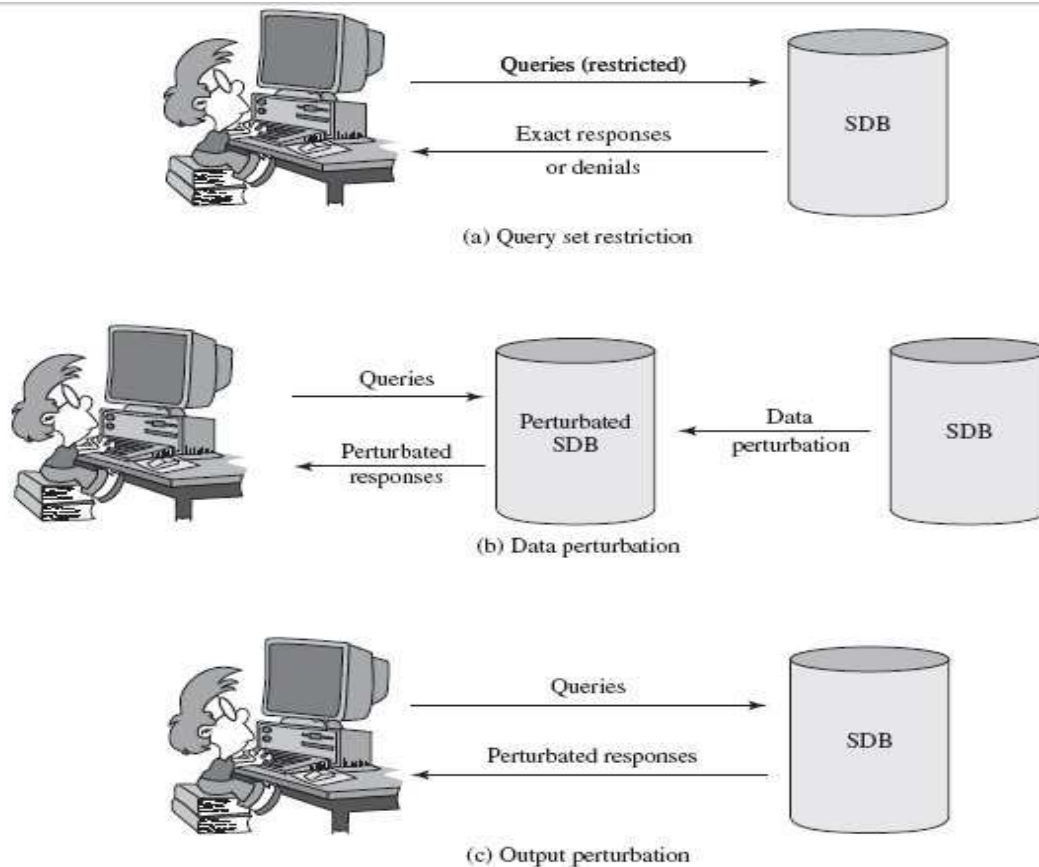 Queries (restricted)
SDB
Exact responses
or denials
(a) Query set restriction
Queries
Perturbated
SDB
Data
perturbation
SDB
Perturbated
responses
(b) Data perturbation
Queries
SDB
Perturbated responses
(c) Output perturbation